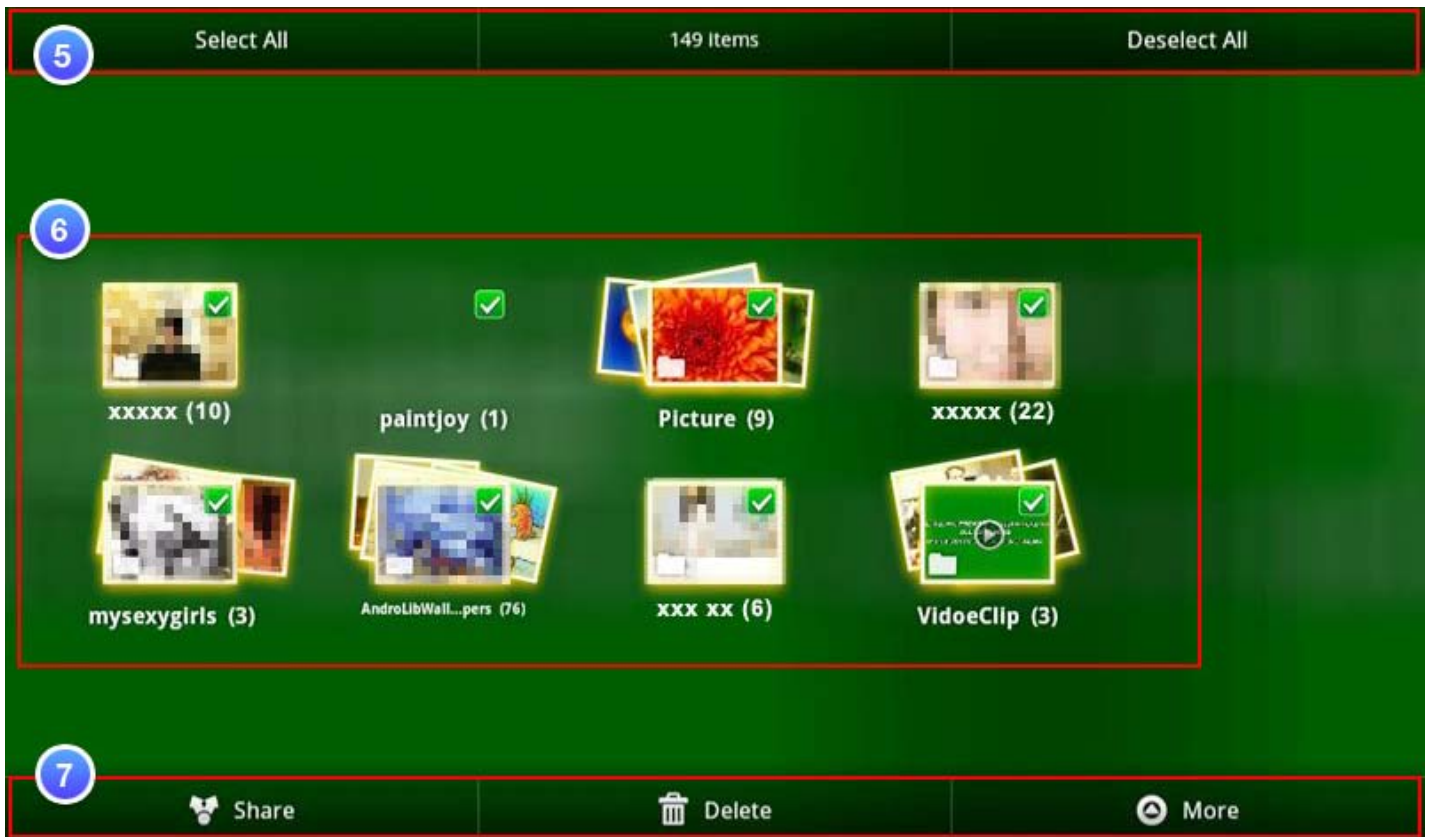 5
Select All
149 Items
Deselect All
6
xxxxx (10)
paintjoy (1)
Picture (9)
xxxxx (22)
mysexygirls (3)
AndroLibWall...pers (76)
xxx xx (6)
VidoeClip (3)
7
Share
Delete
More